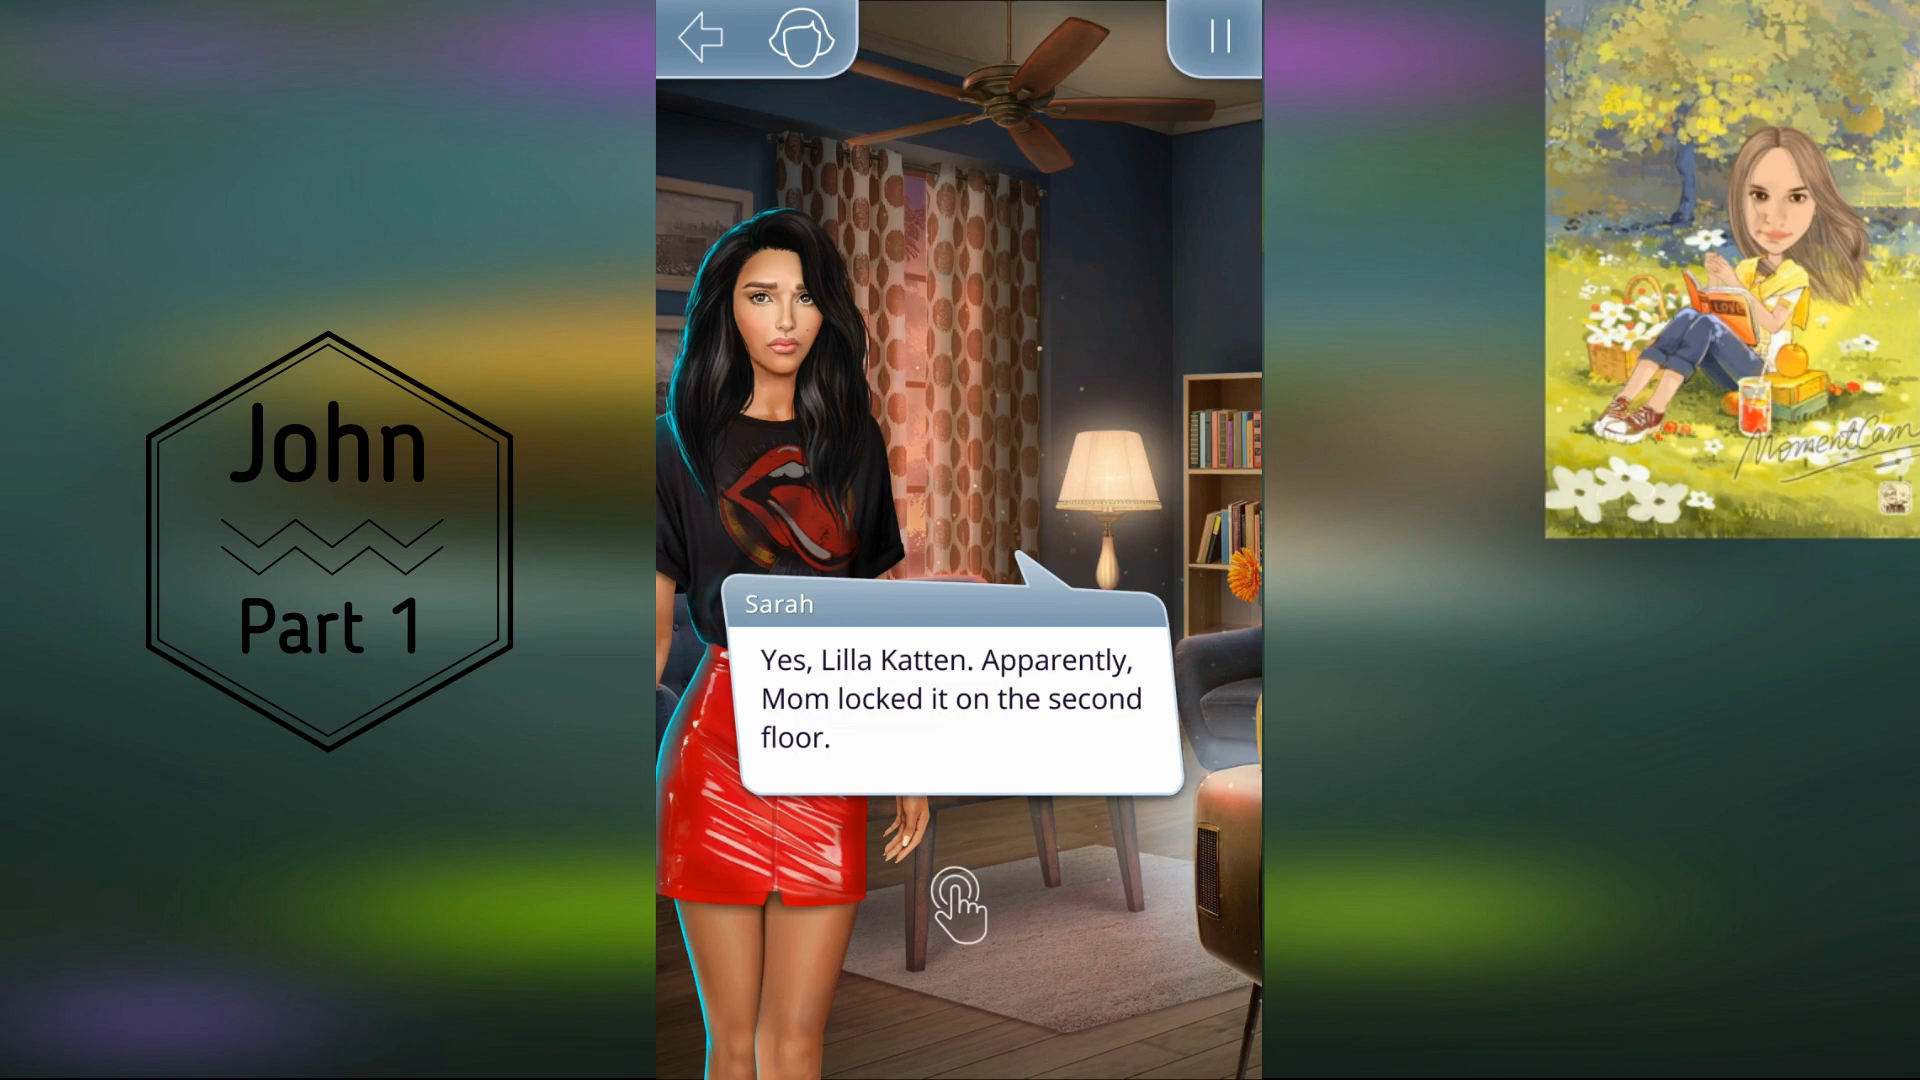 John
Part 1
Sarah
Yes, Lilla Katten. Apparently,
Mom locked it on the second
floor.
LOVE
MomentCam